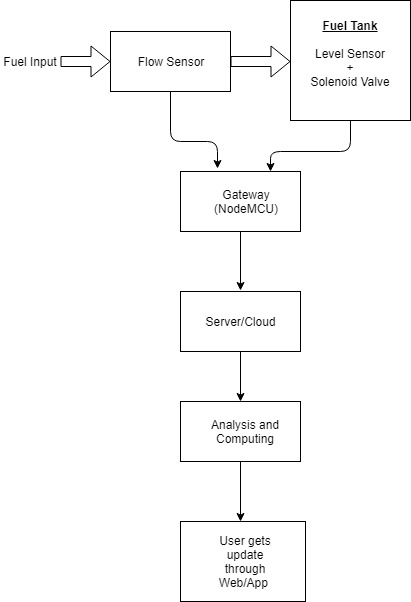 Fuel Input
Flow Sensor
Fuel Tank
Level Sensor
+
Solenoid Valve
Gateway
(NodeMCU)
Server/Cloud
Analysis and
Computing
User gets
update
through
Web/App